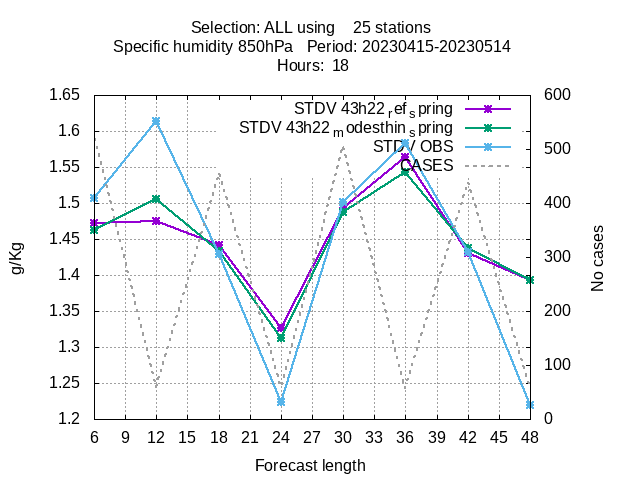 Selection: ALL using    25 stations
Specific humidity 850hPa   Period: 20230415-20230514
Hours:  18
STDV 43h22 ref spring
STDV 43h22 modesthin spring
STDV OBS
CASES
1.65
1.6
1.55
1.5
1.45
1.4
1.35
1.3
1.25
1.2
g/Kg
600
500
400
300
200
100
0
No cases
6 9 12 15 18 21 24 27 30 33 36 39 42 45 48
Forecast length